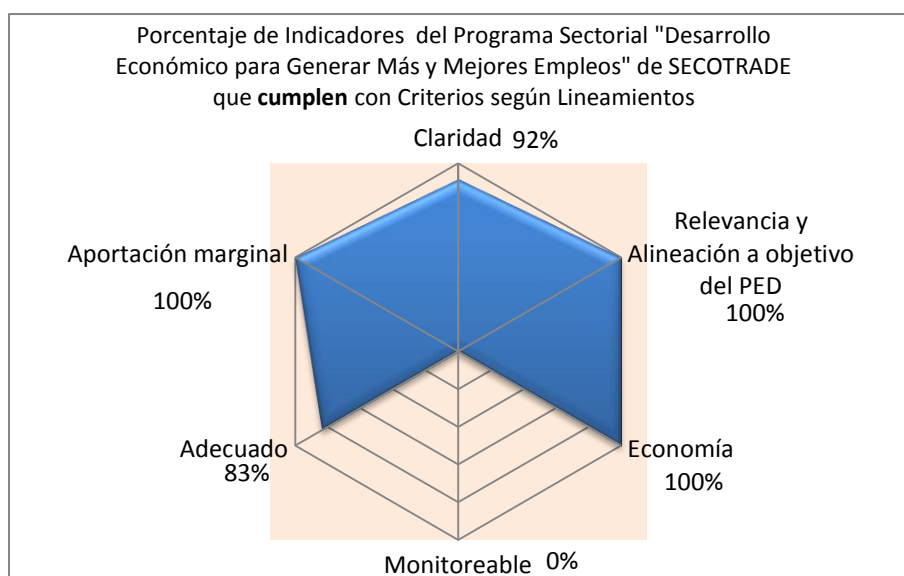 Porcentaje de Indicadores del Programa Sectorial "Desarrollo
Económico para Generar Más y Mejores Empleos" de SECOTRADE
que cumplen con Criterios según Lineamientos
Claridad 92%
Relevancia y
Alineación a objetivo
del PED
100%
Aportación marginal
100%
Adecuado
83%
Economía
100%
Monitoreable 0%